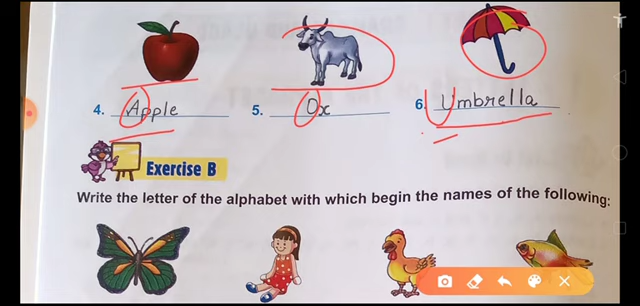 4. Apple 5. Ox 6. Umbrella
Exercise B
Write the letter of the alphabet with which begin the names of the following: